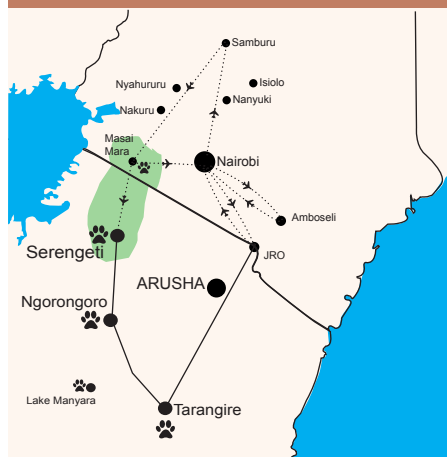 Samburu
Nyahururu
Isiolo
Nanyuki
Nakuru
Masai
Mara
Nairobi
Amboseli
Serengeti
JRO
ARUSHA
Ngorongoro
Lake Manyara
Tarangire